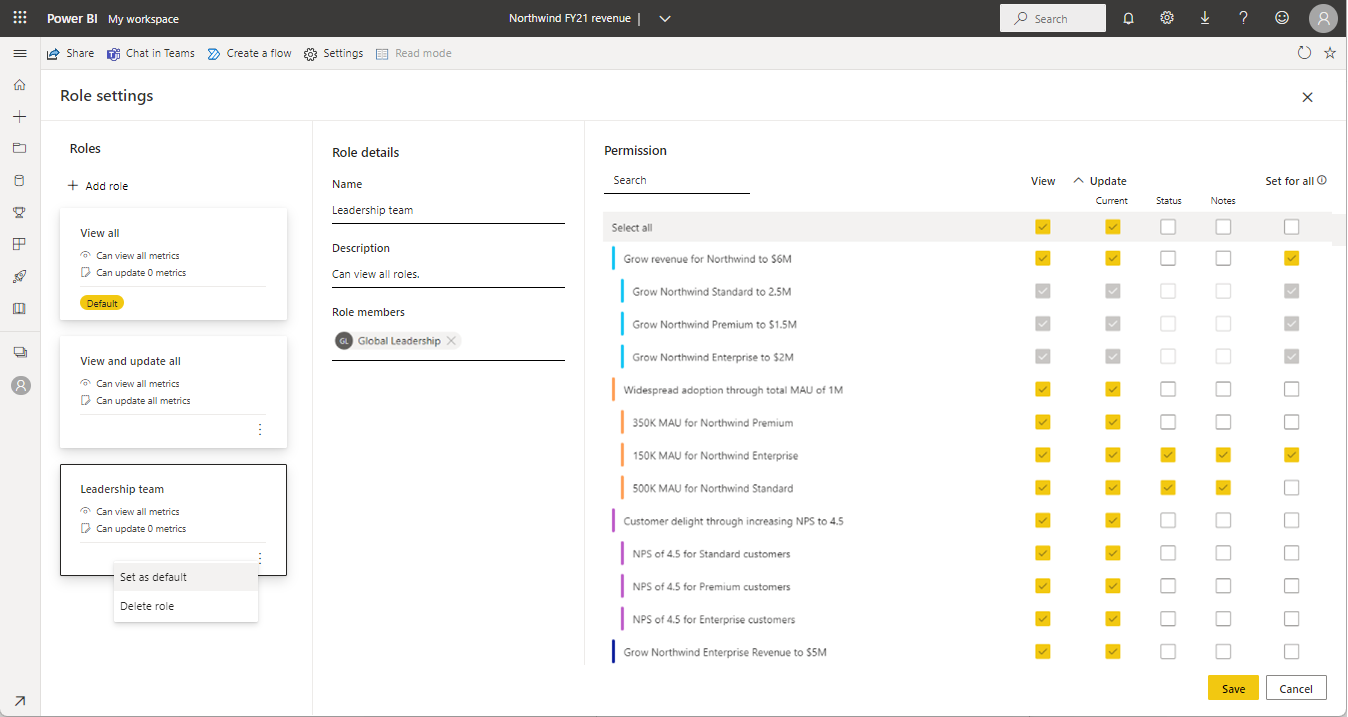 Power BI My workspace Northwind FY21 revenue | Search
Share Chat in Teams Create a flow Settings Read mode
Role settings
Roles
Add role
View all
Can view all metrics
Can update 0 metrics
Default
View and update all
Can view all metrics
Can update all metrics
Leadership team
Can view all metrics
Can update 0 metrics
Set as default
Delete role
Role details
Name
Leadership team
Description
Can view all roles.
Role members
GL Global Leadership
Permission
Search
View Update Set for all
Current Status Notes
Select all
Grow revenue for Northwind to $6M
Grow Northwind Standard to 2.5M
Grow Northwind Premium to $1.5M
Grow Northwind Enterprise to $2M
Widespread adoption through total MAU of 1M
350K MAU for Northwind Premium
150K MAU for Northwind Enterprise
500K MAU for Northwind Standard
Customer delight through increasing NPS to 4.5
NPS of 4.5 for Standard customers
NPS of 4.5 for Premium customers
NPS of 4.5 for Enterprise customers
Grow Northwind Enterprise Revenue to $5M
Save Cancel